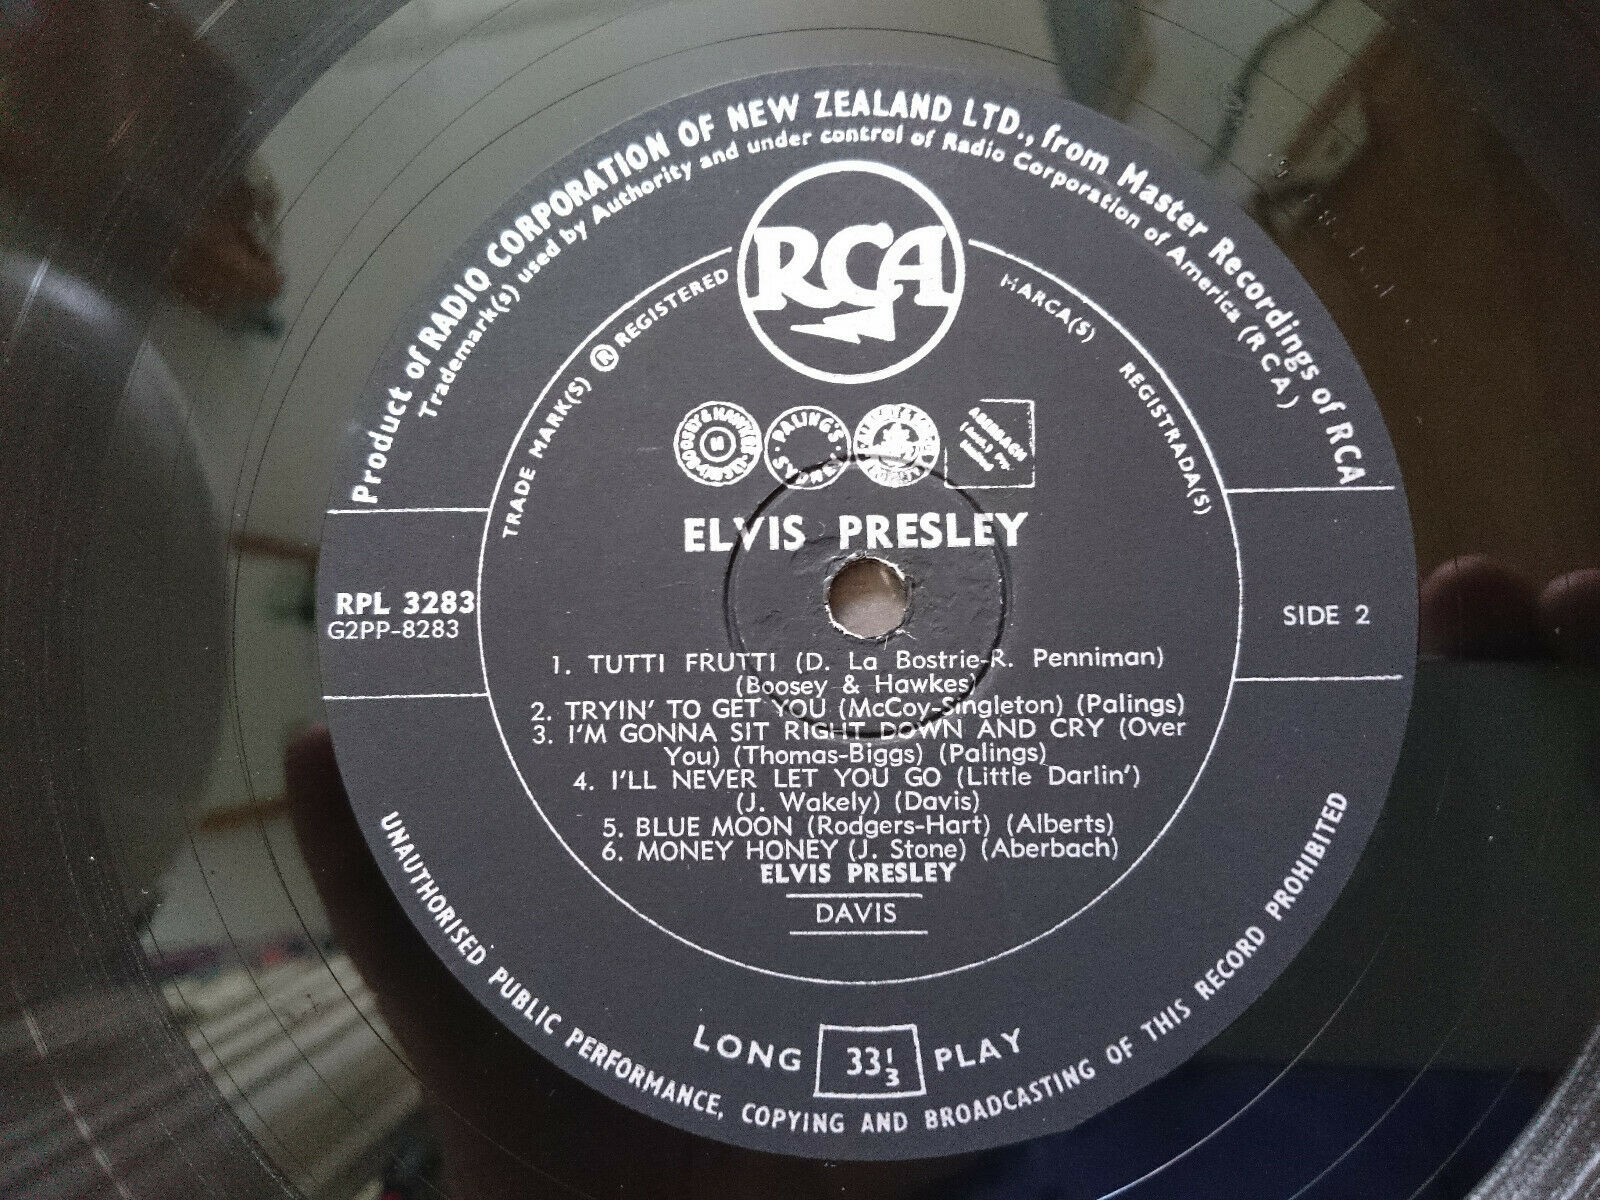 Product of RADIO CORPORATION OF NEW ZEALAND LTD., from Master Recordings of RCA
Trademark(s) used by Authority and under control of Radio Corporation of America (RCA)
RCA
TRADE MARK(S) ® REGISTERED
MARCA(S) REGISTRADA(S)
BOOSEY & HAWKES
PALING'S · SYDNEY ·
ABERBACH
ELVIS PRESLEY
RPL 3283
G2PP-8283
SIDE 2
1. TUTTI FRUTTI (D. La Bostrie-R. Penniman)
(Boosey & Hawkes)
2. TRYIN' TO GET YOU (McCoy-Singleton) (Palings)
3. I'M GONNA SIT RIGHT DOWN AND CRY (Over
You) (Thomas-Biggs) (Palings)
4. I'LL NEVER LET YOU GO (Little Darlin')
(J. Wakely) (Davis)
5. BLUE MOON (Rodgers-Hart) (Alberts)
6. MONEY HONEY (J. Stone) (Aberbach)
ELVIS PRESLEY
DAVIS
LONG 33⅓ PLAY
UNAUTHORISED PUBLIC PERFORMANCE, COPYING AND BROADCASTING OF THIS RECORD PROHIBITED